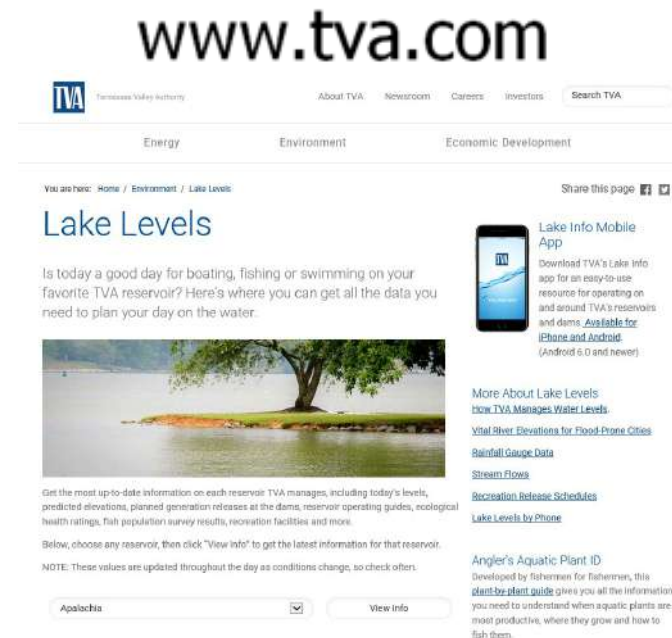 www.tva.com
TVA Tennessee Valley Authority About TVA Newsroom Careers Investors Search TVA
Energy Environment Economic Development
You are here: Home / Environment / Lake Levels
Share this page
Lake Levels
Is today a good day for boating, fishing or swimming on your
favorite TVA reservoir? Here's where you can get all the data you
need to plan your day on the water.
Get the most up-to-date information on each reservoir TVA manages, including today's levels,
predicted elevations, planned generation releases at the dams, reservoir operating guides, ecological
health ratings, fish population survey results, recreation facilities and more.
Below, choose any reservoir, then click "View Info" to get the latest information for that reservoir.
NOTE: These values are updated throughout the day as conditions change, so check often.
Apalachia View Info
TVA
Lake Info Mobile
App
Download TVA's Lake Info
app for an easy-to-use
resource for operating on
and around TVA's reservoirs
and dams. Available for
iPhone and Android.
(Android 6.0 and newer)
More About Lake Levels
How TVA Manages Water Levels.
Vital River Elevations for Flood-Prone Cities
Rainfall Gauge Data
Stream Flows
Recreation Release Schedules
Lake Levels by Phone
Angler's Aquatic Plant ID
Developed by fishermen for fishermen, this
plant-by-plant guide gives you all the information
you need to understand when aquatic plants are
most productive, where they grow and how to
fish them.